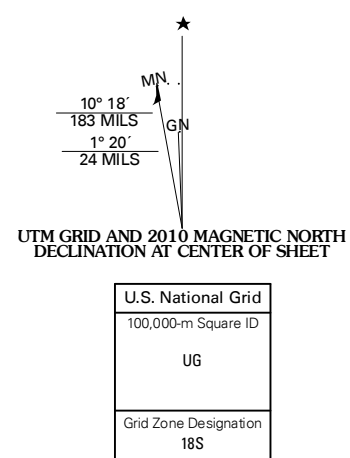 ★
MN
10° 18´
183 MILS
GN
1° 20´
24 MILS
UTM GRID AND 2010 MAGNETIC NORTH
DECLINATION AT CENTER OF SHEET
U.S. National Grid
100,000-m Square ID
UG
Grid Zone Designation
18S